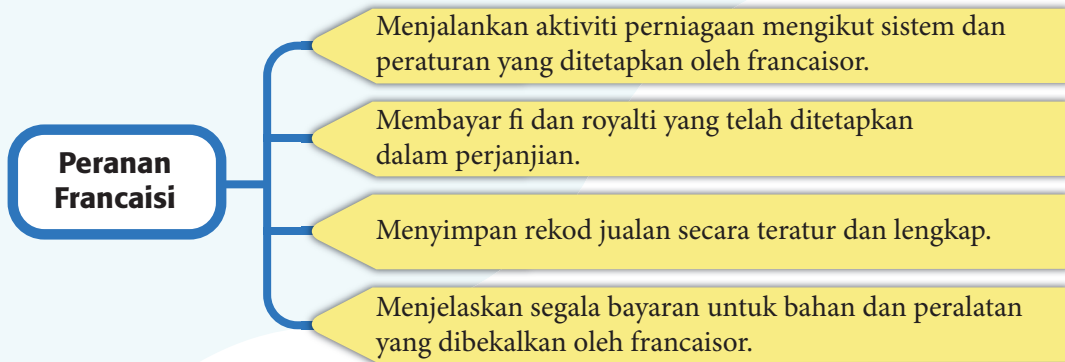 Menjalankan aktiviti perniagaan mengikut sistem dan
peraturan yang ditetapkan oleh francaisor.
Membayar fi dan royalti yang telah ditetapkan
dalam perjanjian.
Peranan
Francaisi
Menyimpan rekod jualan secara teratur dan lengkap.
Menjelaskan segala bayaran untuk bahan dan peralatan
yang dibekalkan oleh francaisor.